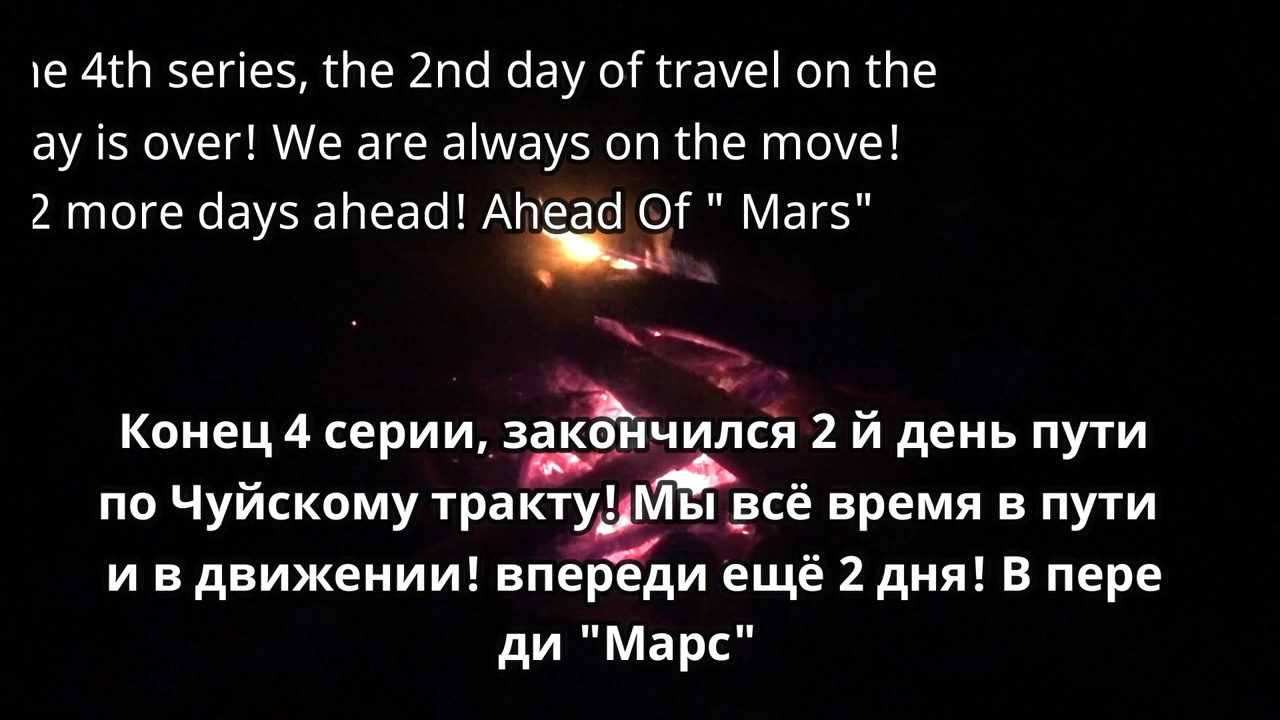 4th series, the 2nd day of travel on the
is over! We are always on the move!
2 more days ahead! Ahead Of " Mars"
Конец 4 серии, закончился 2 й день пути
по Чуйскому тракту! Мы всё время в пути
и в движении! впереди ещё 2 дня! В пере
ди "Марс"